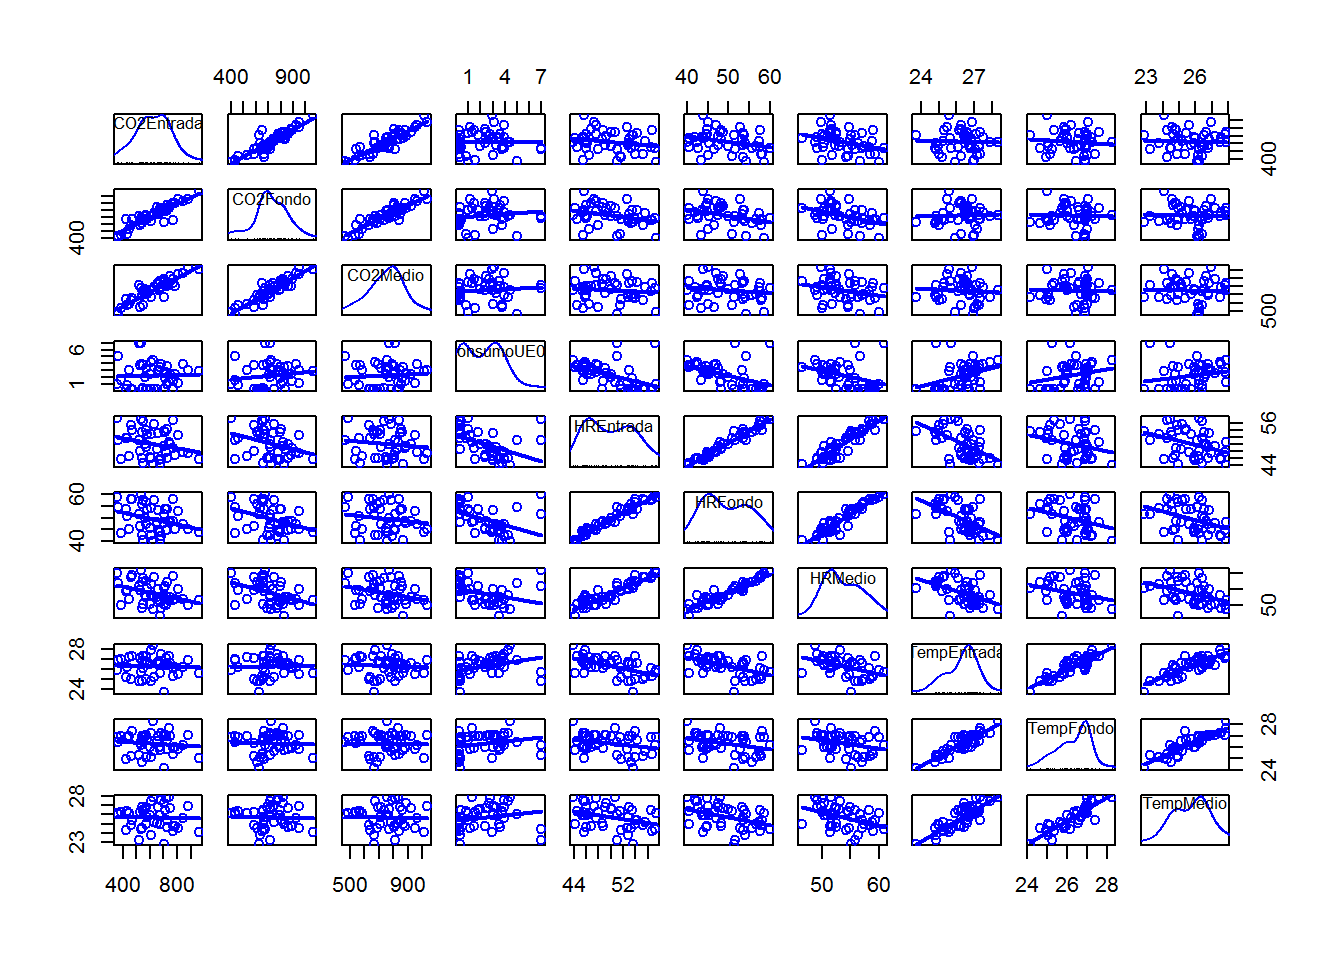 400 900 1 4 7 40 50 60 24 27 23 26
CO2Entrada
400
400
CO2Fondo
CO2Medio
500
6
1
onsumoUE0
HREntrada
56
44
60
40
HRFondo
HRMedio
50
28
24
TempEntrada
TempFondo
28
24
28
23
TempMedio
400 800 500 900 44 52 50 60 24 26 28